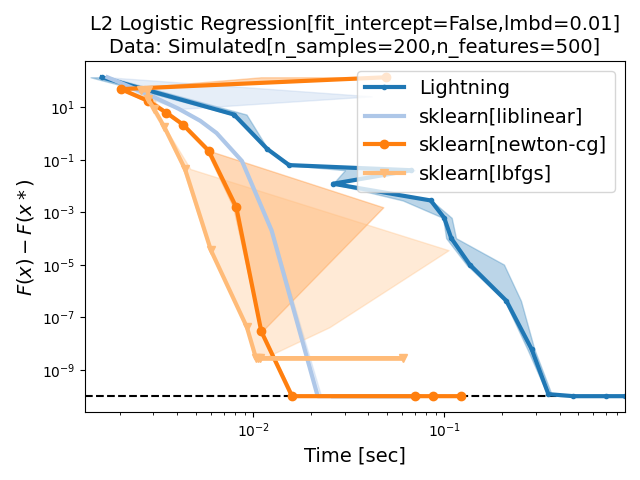 L2 Logistic Regression[fit_intercept=False,lmbd=0.01]
Data: Simulated[n_samples=200,n_features=500]
Lightning
sklearn[liblinear]
sklearn[newton-cg]
sklearn[lbfgs]
F(x) − F(x*)
10¹
10⁻¹
10⁻³
10⁻⁵
10⁻⁷
10⁻⁹
10⁻²
10⁻¹
Time [sec]